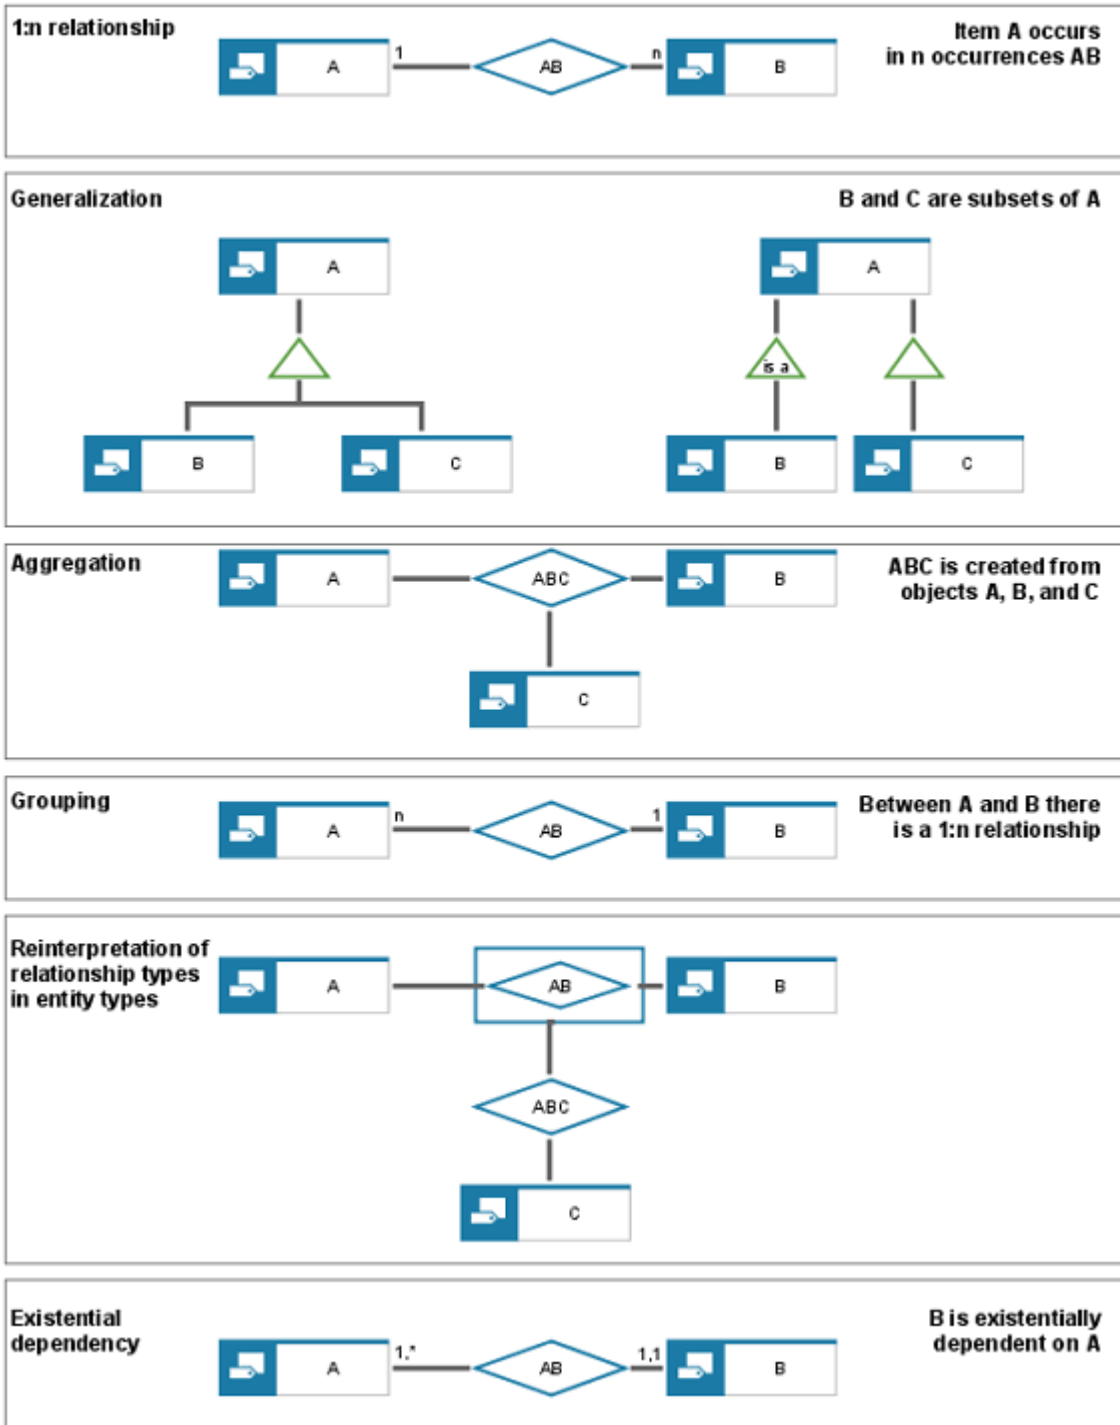 1:n relationship
Item A occurs
in n occurrences AB
A
1
AB
n
B
Generalization
B and C are subsets of A
A
A
is a
B
C
B
C
Aggregation
ABC is created from
objects A, B, and C
A
ABC
B
C
Grouping
Between A and B there
is a 1:n relationship
A
n
AB
1
B
Reinterpretation of
relationship types
in entity types
A
AB
B
ABC
C
Existential
dependency
B is existentially
dependent on A
A
1,*
AB
1,1
B